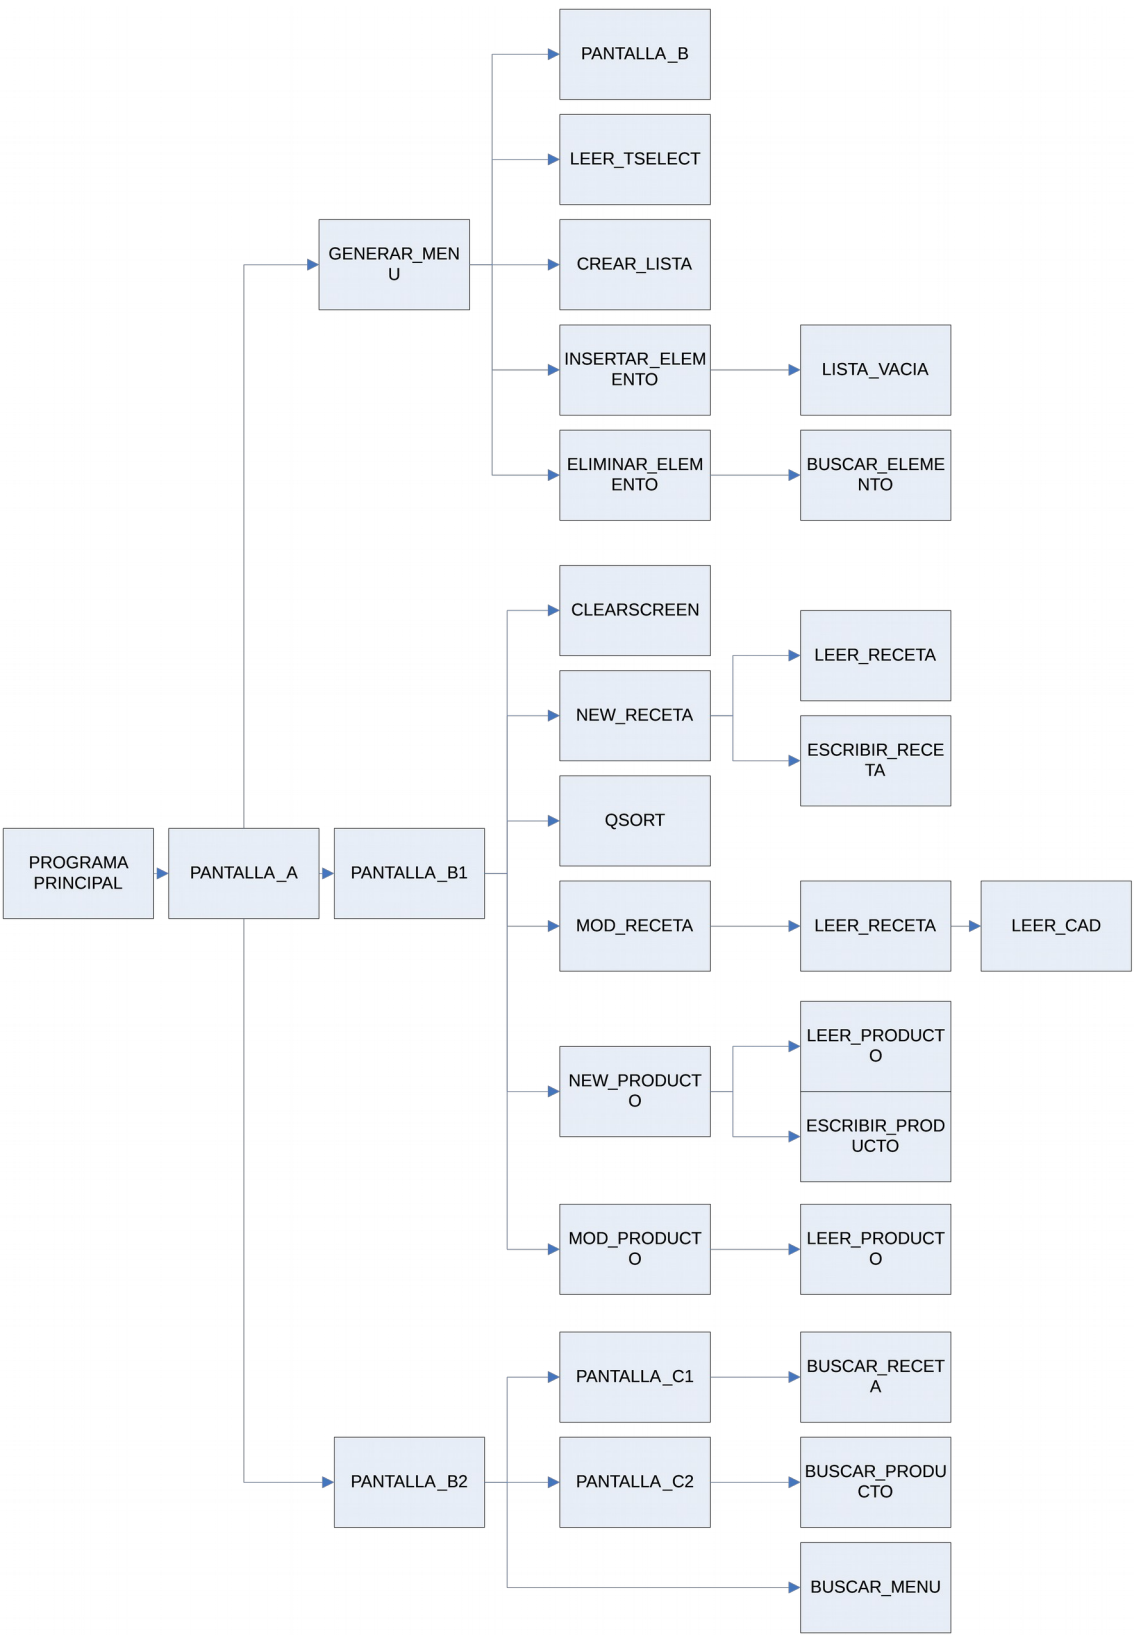 PANTALLA_B
LEER_TSELECT
GENERAR_MEN
U
CREAR_LISTA
INSERTAR_ELEM
ENTO
LISTA_VACIA
ELIMINAR_ELEM
ENTO
BUSCAR_ELEME
NTO
CLEARSCREEN
LEER_RECETA
NEW_RECETA
ESCRIBIR_RECE
TA
QSORT
PROGRAMA
PRINCIPAL
PANTALLA_A
PANTALLA_B1
MOD_RECETA
LEER_RECETA
LEER_CAD
LEER_PRODUCT
O
NEW_PRODUCT
O
ESCRIBIR_PROD
UCTO
MOD_PRODUCT
O
LEER_PRODUCT
O
PANTALLA_C1
BUSCAR_RECET
A
PANTALLA_B2
PANTALLA_C2
BUSCAR_PRODU
CTO
BUSCAR_MENU